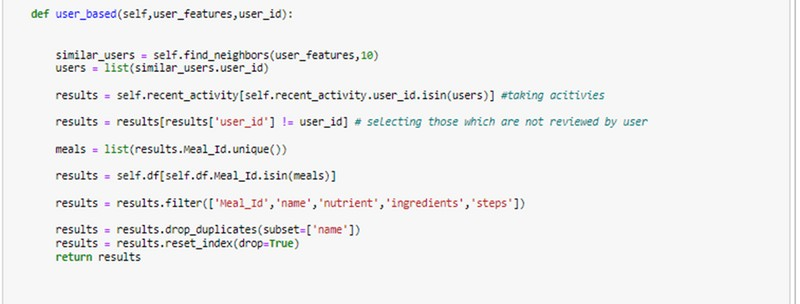 def user_based(self,user_features,user_id):
similar_users = self.find_neighbors(user_features,10)
users = list(similar_users.user_id)
results = self.recent_activity[self.recent_activity.user_id.isin(users)] #taking acitivies
results = results[results['user_id'] != user_id] # selecting those which are not reviewed by user
meals = list(results.Meal_Id.unique())
results = self.df[self.df.Meal_Id.isin(meals)]
results = results.filter(['Meal_Id','name','nutrient','ingredients','steps'])
results = results.drop_duplicates(subset=['name'])
results = results.reset_index(drop=True)
return results